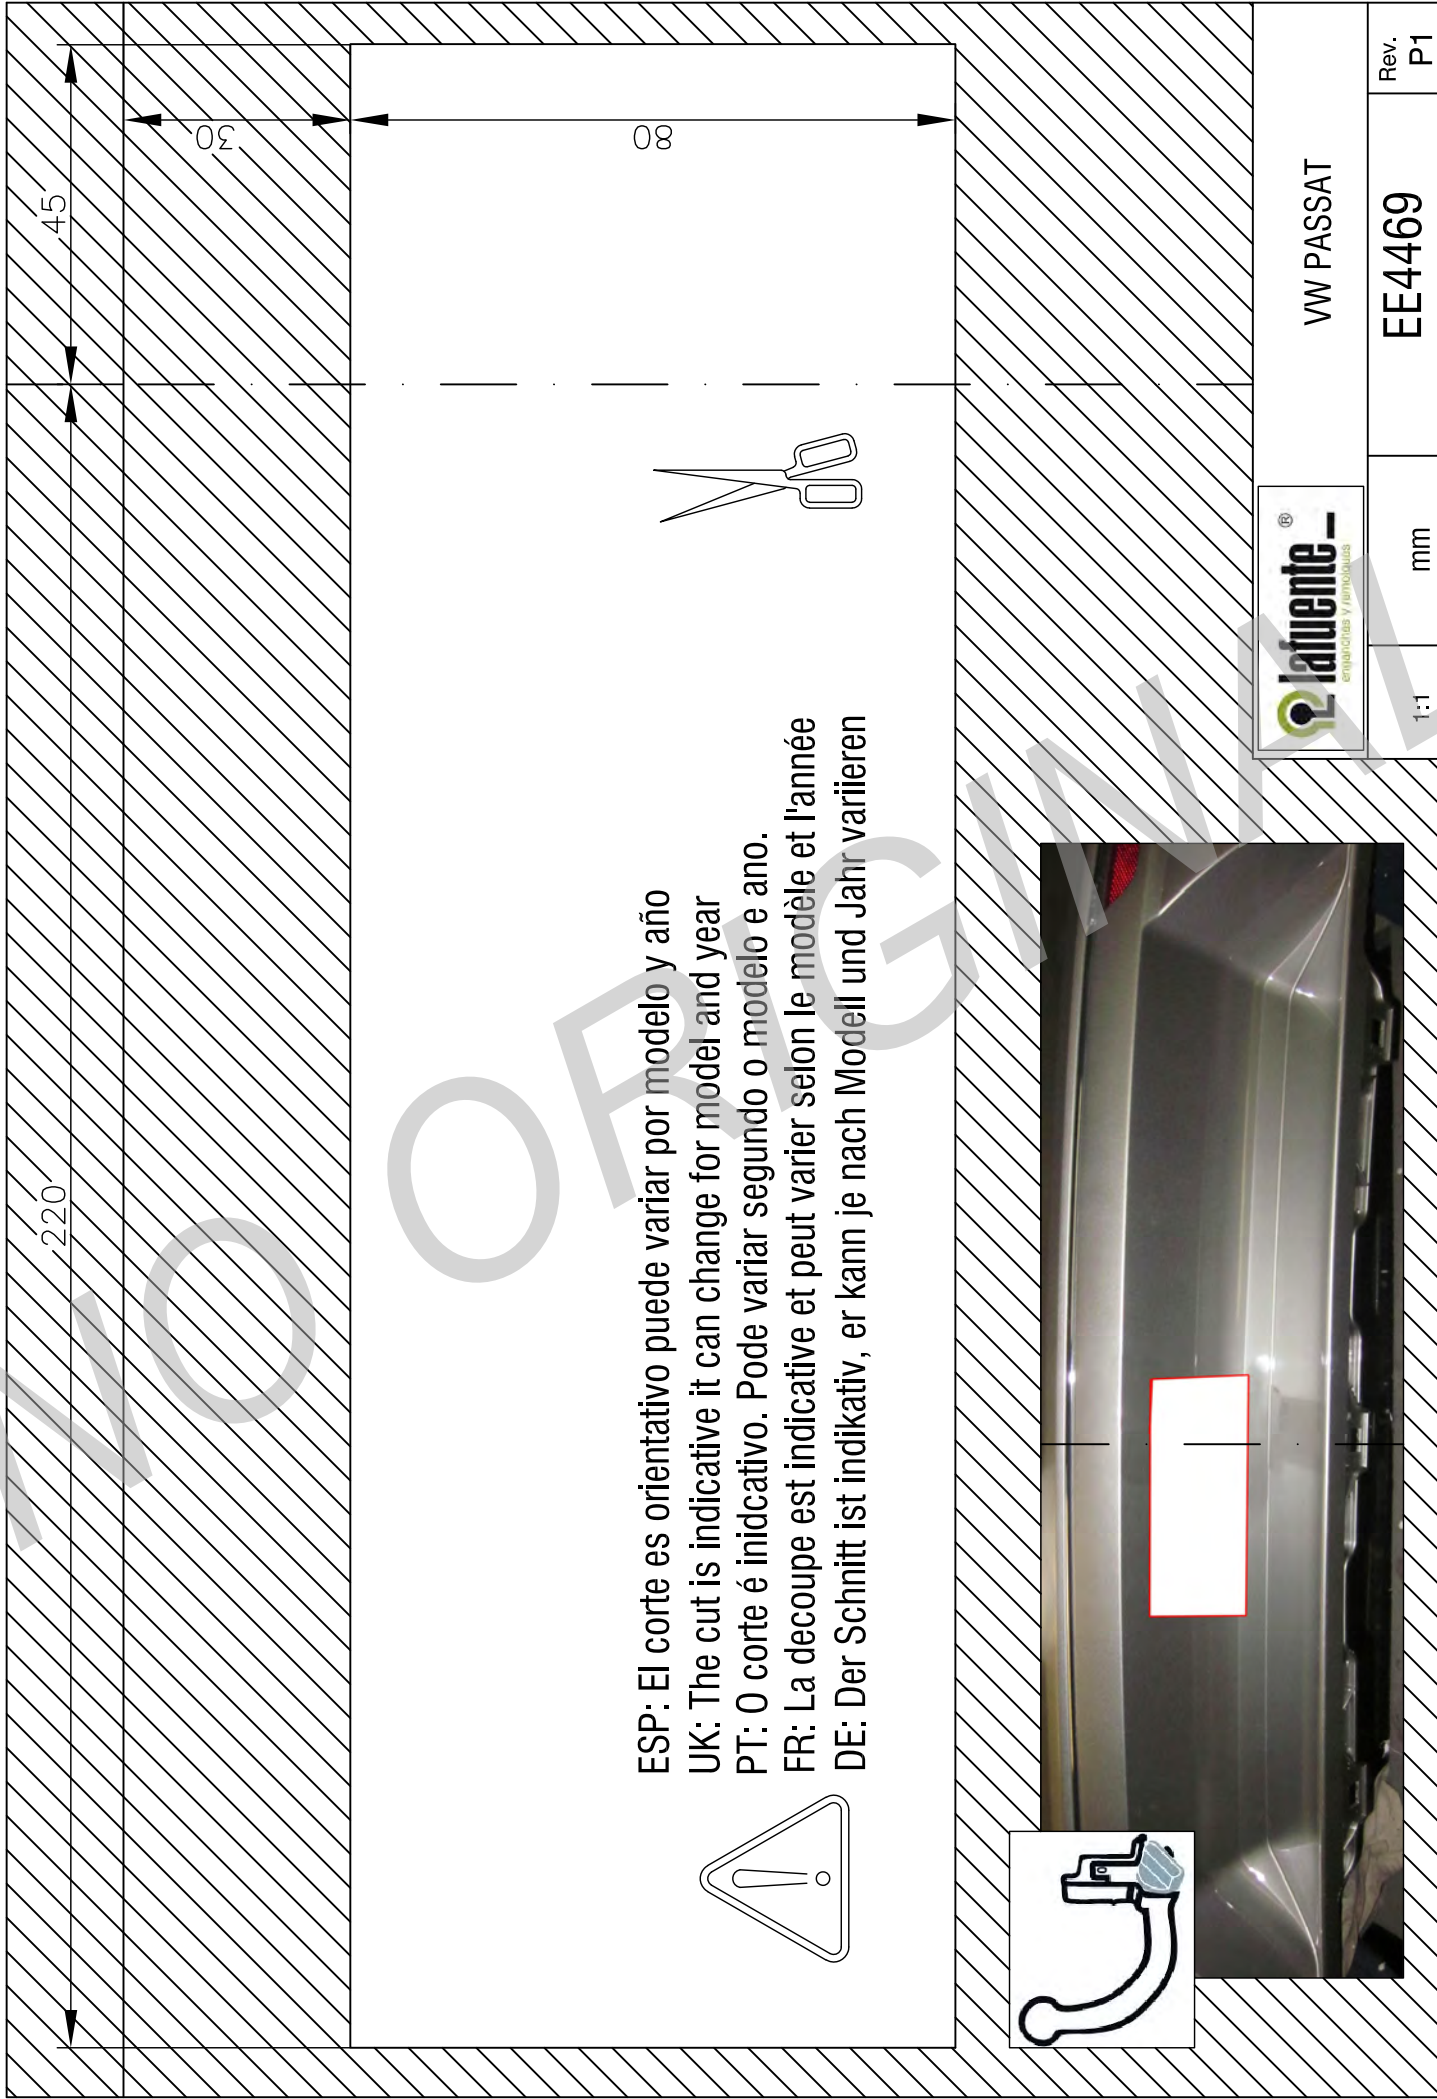 220
45
30
80
ESP: El corte es orientativo puede variar por modelo y año
UK: The cut is indicative it can change for model and year
PT: O corte é inidcativo. Pode variar segundo o modelo e ano.
FR: La decoupe est indicative et peut varier selon le modèle et l'année
DE: Der Schnitt ist indikativ, er kann je nach Modell und Jahr variieren
NO ORIGINAL
lafuente ®
enganches y remolques
VW PASSAT
1:1
mm
EE4469
Rev.
P1